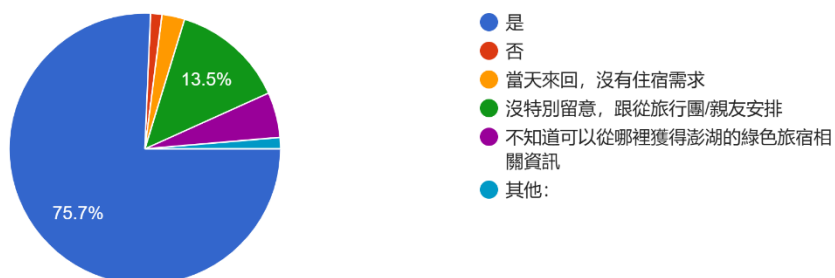 是
否
當天來回，沒有住宿需求
13.5%
沒特別留意，跟從旅行團/親友安排
不知道可以從哪裡獲得澎湖的綠色旅宿相
關資訊
其他：
75.7%